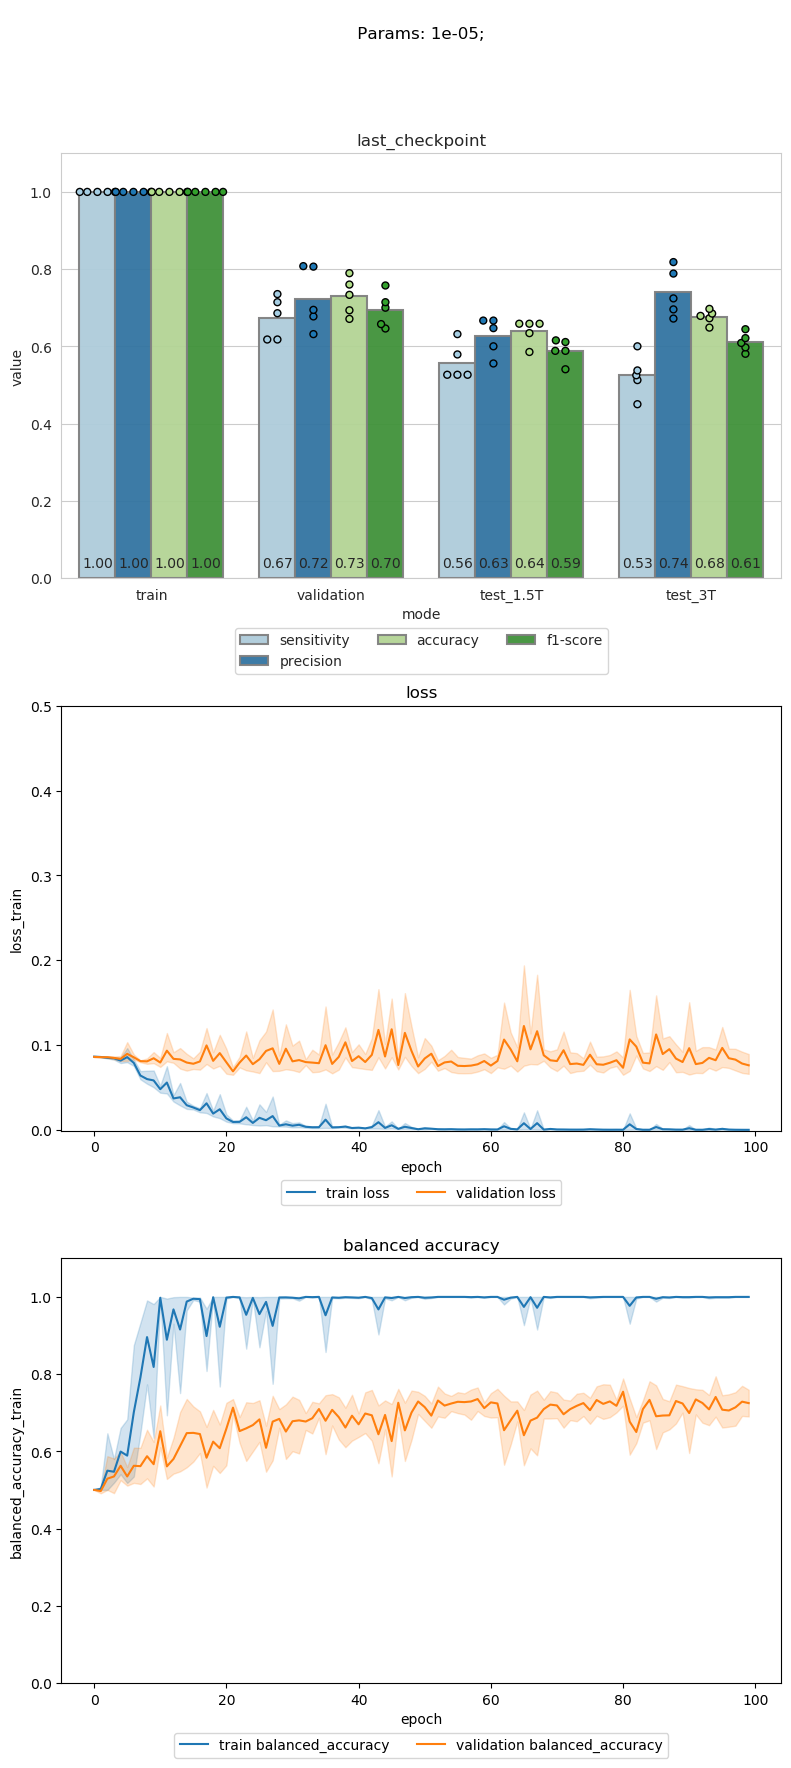 Params: 1e-05;
last_checkpoint
1.0
0.8
0.6
0.4
0.2
0.0
value
1.00 1.00 1.00 1.00 0.67 0.72 0.73 0.70 0.56 0.63 0.64 0.59 0.53 0.74 0.68 0.61
train validation test_1.5T test_3T
mode
sensitivity accuracy f1-score
precision
loss
0.5
0.4
0.3
0.2
0.1
0.0
loss_train
0 20 40 60 80 100
epoch
train loss validation loss
balanced accuracy
1.0
0.8
0.6
0.4
0.2
0.0
balanced_accuracy_train
0 20 40 60 80 100
epoch
train balanced_accuracy validation balanced_accuracy